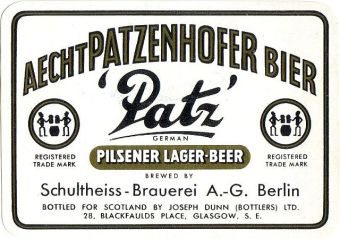 AECHT PATZENHOFER BIER
'Patz'
GERMAN
PILSENER LAGER-BEER
REGISTERED
TRADE MARK
REGISTERED
TRADE MARK
BREWED BY
Schultheiss-Brauerei A.-G. Berlin
BOTTLED FOR SCOTLAND BY JOSEPH DUNN (BOTTLERS) LTD.
28, BLACKFAULDS PLACE, GLASGOW, S. E.